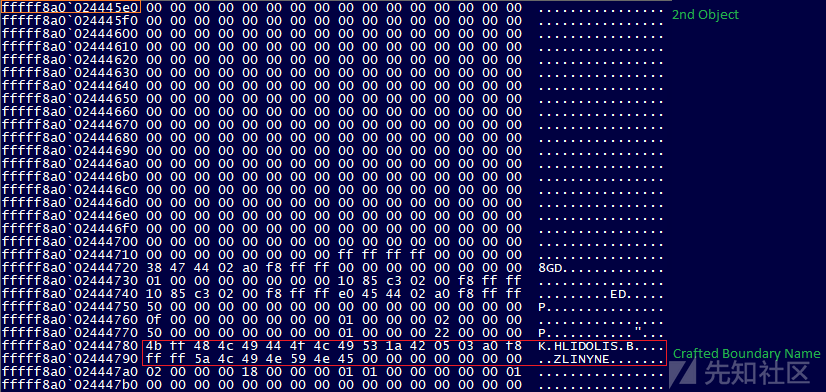 fffff8a0`024445e0 00 00 00 00 00 00 00 00 00 00 00 00 00 00 00 00 ................ 2nd Object
fffff8a0`024445f0 00 00 00 00 00 00 00 00 00 00 00 00 00 00 00 00 ................
fffff8a0`02444600 00 00 00 00 00 00 00 00 00 00 00 00 00 00 00 00 ................
fffff8a0`02444610 00 00 00 00 00 00 00 00 00 00 00 00 00 00 00 00 ................
fffff8a0`02444620 00 00 00 00 00 00 00 00 00 00 00 00 00 00 00 00 ................
fffff8a0`02444630 00 00 00 00 00 00 00 00 00 00 00 00 00 00 00 00 ................
fffff8a0`02444640 00 00 00 00 00 00 00 00 00 00 00 00 00 00 00 00 ................
fffff8a0`02444650 00 00 00 00 00 00 00 00 00 00 00 00 00 00 00 00 ................
fffff8a0`02444660 00 00 00 00 00 00 00 00 00 00 00 00 00 00 00 00 ................
fffff8a0`02444670 00 00 00 00 00 00 00 00 00 00 00 00 00 00 00 00 ................
fffff8a0`02444680 00 00 00 00 00 00 00 00 00 00 00 00 00 00 00 00 ................
fffff8a0`02444690 00 00 00 00 00 00 00 00 00 00 00 00 00 00 00 00 ................
fffff8a0`024446a0 00 00 00 00 00 00 00 00 00 00 00 00 00 00 00 00 ................
fffff8a0`024446b0 00 00 00 00 00 00 00 00 00 00 00 00 00 00 00 00 ................
fffff8a0`024446c0 00 00 00 00 00 00 00 00 00 00 00 00 00 00 00 00 ................
fffff8a0`024446d0 00 00 00 00 00 00 00 00 00 00 00 00 00 00 00 00 ................
fffff8a0`024446e0 00 00 00 00 00 00 00 00 00 00 00 00 00 00 00 00 ................
fffff8a0`024446f0 00 00 00 00 00 00 00 00 00 00 00 00 00 00 00 00 ................
fffff8a0`02444700 00 00 00 00 00 00 00 00 00 00 00 00 00 00 00 00 ................
fffff8a0`02444710 00 00 00 00 00 00 00 00 ff ff ff ff 00 00 00 00 ................
fffff8a0`02444720 38 47 44 02 a0 f8 ff ff 00 00 00 00 00 00 00 00 8GD.............
fffff8a0`02444730 01 00 00 00 00 00 00 00 10 85 c3 02 00 f8 ff ff ................
fffff8a0`02444740 10 85 c3 02 00 f8 ff ff e0 45 44 02 a0 f8 ff ff .........ED.....
fffff8a0`02444750 50 00 00 00 00 00 00 00 00 00 00 00 00 00 00 00 P...............
fffff8a0`02444760 0f 00 00 00 00 00 00 00 01 00 00 00 02 00 00 00 ................
fffff8a0`02444770 50 00 00 00 00 00 00 00 01 00 00 00 22 00 00 00 P..........."...
fffff8a0`02444780 4b ff 48 4c 49 44 4f 4c 49 53 1a 42 05 03 a0 f8 K.HLIDOLIS.B....
fffff8a0`02444790 ff ff 5a 4c 49 4e 59 4e 45 00 00 00 00 00 00 00 ..ZLINYNE....... Crafted Boundary Name
fffff8a0`024447a0 02 00 00 00 18 00 00 00 01 01 00 00 00 00 00 01 ................
fffff8a0`024447b0 00 00 00 00 00 00 00 00 00 00 00 00 00 00 00 00 ................
先知社区